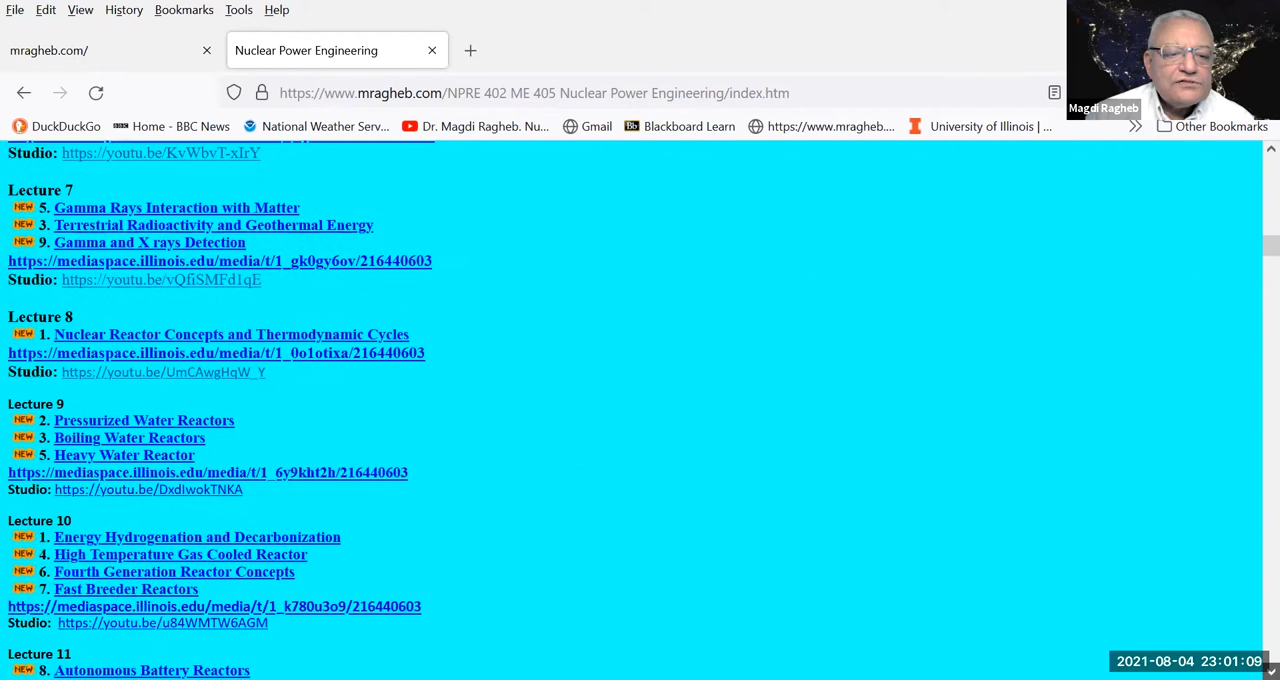 File Edit View History Bookmarks Tools Help
mragheb.com/
Nuclear Power Engineering
https://www.mragheb.com/NPRE 402 ME 405 Nuclear Power Engineering/index.htm
Magdi Ragheb
DuckDuckGo Home - BBC News National Weather Serv... Dr. Magdi Ragheb. Nu... Gmail Blackboard Learn https://www.mragheb.... University of Illinois | ... Other Bookmarks
Studio: https://youtu.be/KvWbvT-xIrY
Lecture 7
NEW 5. Gamma Rays Interaction with Matter
NEW 3. Terrestrial Radioactivity and Geothermal Energy
NEW 9. Gamma and X rays Detection
https://mediaspace.illinois.edu/media/t/1_gk0gy6ov/216440603
Studio: https://youtu.be/vQfiSMFd1qE
Lecture 8
NEW 1. Nuclear Reactor Concepts and Thermodynamic Cycles
https://mediaspace.illinois.edu/media/t/1_0o1otixa/216440603
Studio: https://youtu.be/UmCAwgHqW_Y
Lecture 9
NEW 2. Pressurized Water Reactors
NEW 3. Boiling Water Reactors
NEW 5. Heavy Water Reactor
https://mediaspace.illinois.edu/media/t/1_6y9kht2h/216440603
Studio: https://youtu.be/DxdIwokTNKA
Lecture 10
NEW 1. Energy Hydrogenation and Decarbonization
NEW 4. High Temperature Gas Cooled Reactor
NEW 6. Fourth Generation Reactor Concepts
NEW 7. Fast Breeder Reactors
https://mediaspace.illinois.edu/media/t/1_k780u3o9/216440603
Studio: https://youtu.be/u84WMTW6AGM
Lecture 11
NEW 8. Autonomous Battery Reactors
2021-08-04 23:01:09